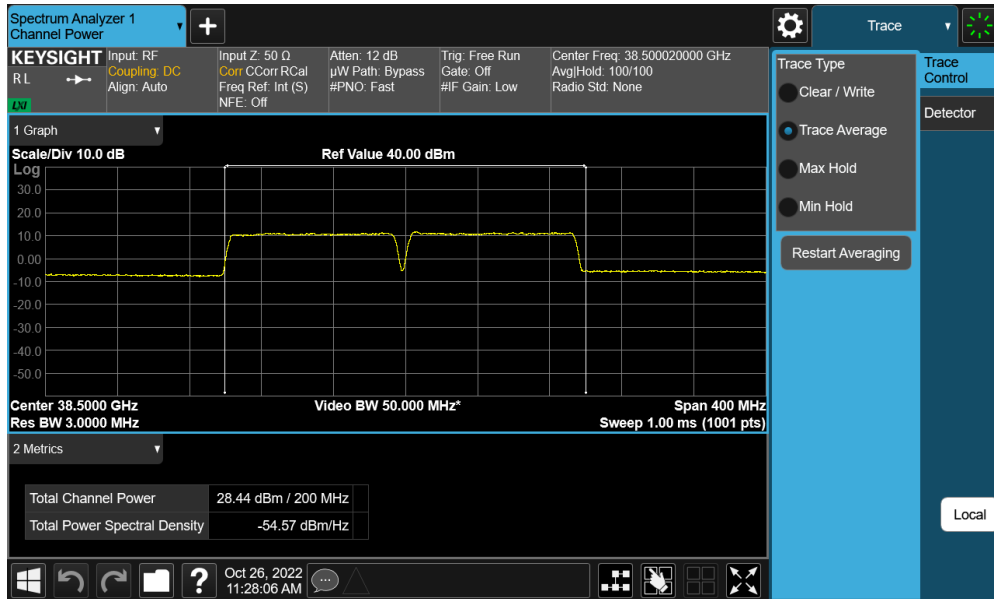 Spectrum Analyzer 1
Channel Power
+
Trace
KEYSIGHT
R L
LXI
Input: RF
Coupling: DC
Align: Auto
Input Z: 50 Ω
Corr CCorr RCal
Freq Ref: Int (S)
NFE: Off
Atten: 12 dB
µW Path: Bypass
#PNO: Fast
Trig: Free Run
Gate: Off
#IF Gain: Low
Center Freq: 38.500020000 GHz
Avg|Hold: 100/100
Radio Std: None
1 Graph
Scale/Div 10.0 dB
Ref Value 40.00 dBm
Log
30.0
20.0
10.0
0.00
-10.0
-20.0
-30.0
-40.0
-50.0
Center 38.5000 GHz
Video BW 50.000 MHz*
Span 400 MHz
Res BW 3.0000 MHz
Sweep 1.00 ms (1001 pts)
2 Metrics
Total Channel Power 28.44 dBm / 200 MHz
Total Power Spectral Density -54.57 dBm/Hz
Trace Type
Clear / Write
Trace Average
Max Hold
Min Hold
Restart Averaging
Trace
Control
Detector
Local
?
Oct 26, 2022
11:28:06 AM